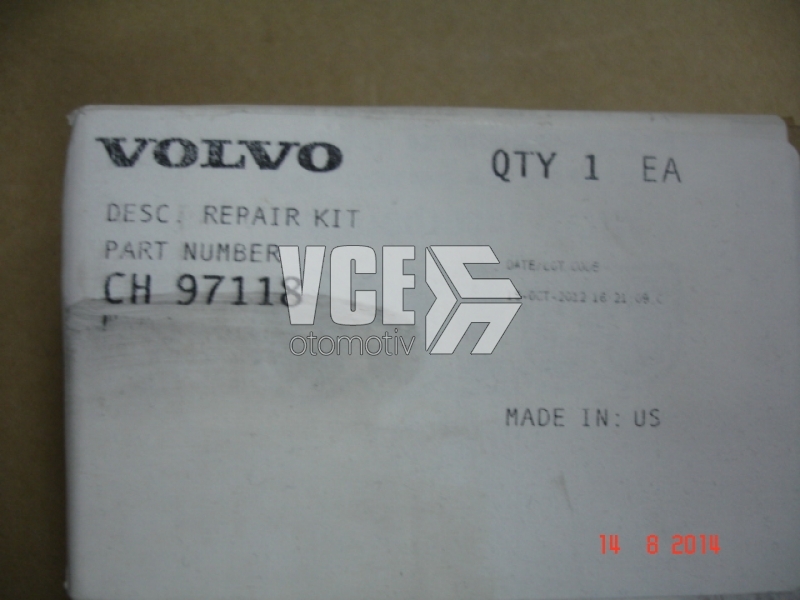 VOLVO
QTY 1 EA
DESC: REPAIR KIT
PART NUMBER
CH 97118
DATE/LOT CODE
MADE IN: US
VCE
otomotiv
14 8 2014